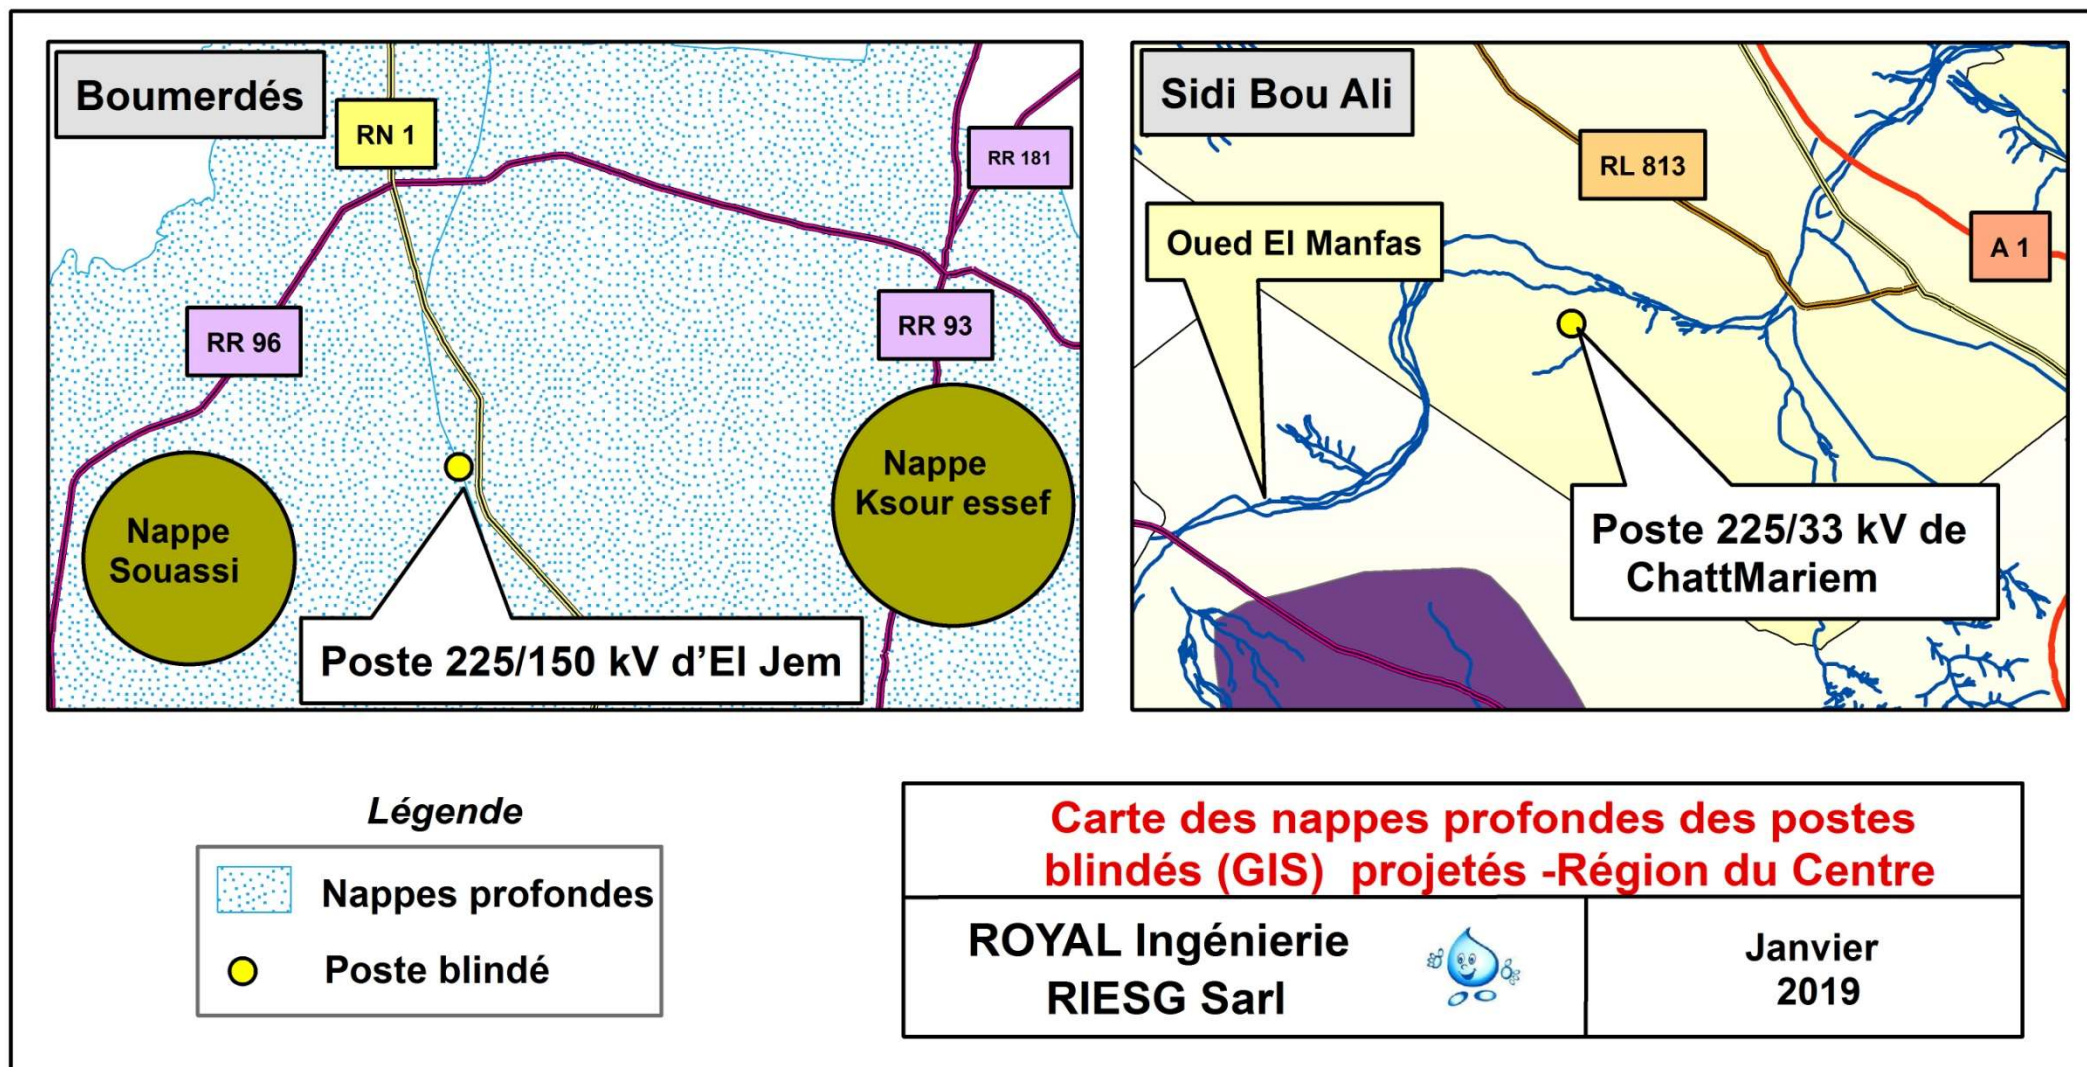 Boumerdés
RN 1
RR 181
RR 96
RR 93
Nappe
Souassi
Nappe
Ksour essef
Poste 225/150 kV d’El Jem
Sidi Bou Ali
RL 813
Oued El Manfas
A 1
Poste 225/33 kV de
ChattMariem
Légende
Nappes profondes
Poste blindé
Carte des nappes profondes des postes
blindés (GIS) projetés -Région du Centre
ROYAL Ingénierie
RIESG Sarl
Janvier
2019